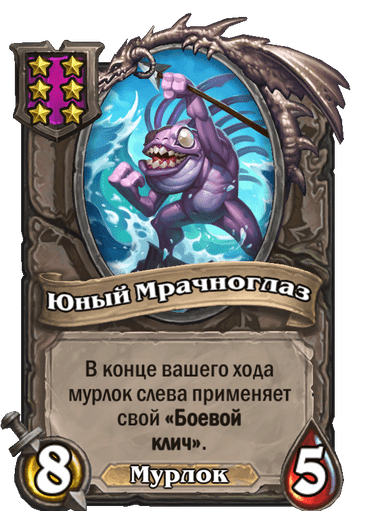 Юный Мрачноглаз
В конце вашего хода
мурлок слева применяет
свой «Боевой
клич».
8
Мурлок
5